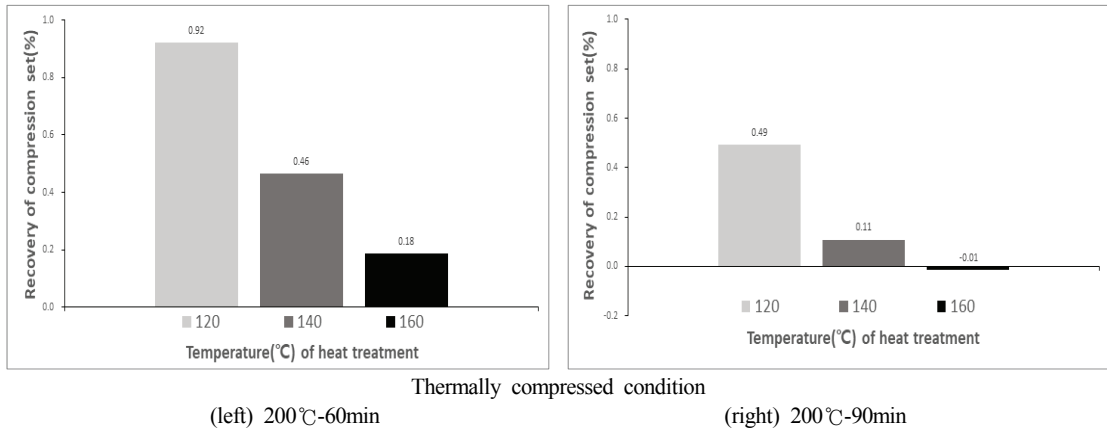 Recovery of compression set(%)
1.0
0.8
0.6
0.4
0.2
0.0
0.92
0.46
0.18
120 140 160
Temperature(℃) of heat treatment
Recovery of compression set(%)
1.0
0.8
0.6
0.4
0.2
0.0
-0.2
0.49
0.11
-0.01
120 140 160
Temperature(℃) of heat treatment
Thermally compressed condition
(left) 200℃-60min
(right) 200℃-90min